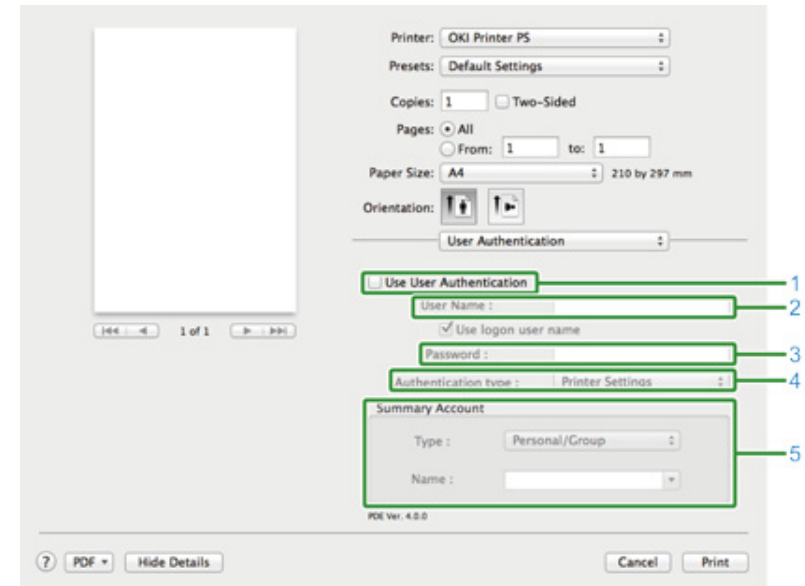 Printer: OKI Printer PS
Presets: Default Settings
Copies: 1 Two-Sided
Pages: All
From: 1 to: 1
Paper Size: A4 210 by 297 mm
Orientation:
User Authentication
Use User Authentication 1
User Name : 2
Use logon user name
1 of 1
Password : 3
Authentication type : Printer Settings 4
Summary Account
Type : Personal/Group
5
Name :
PDE Ver. 4.0.0
? PDF Hide Details Cancel Print